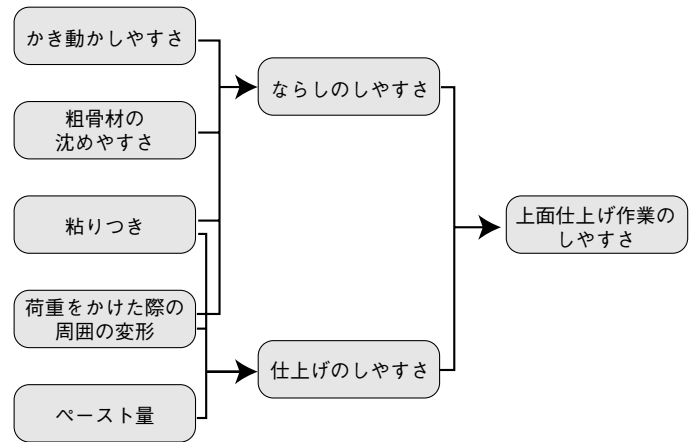 かき動かしやすさ
粗骨材の
沈めやすさ
粘りつき
荷重をかけた際の
周囲の変形
ペースト量
ならしのしやすさ
仕上げのしやすさ
上面仕上げ作業の
しやすさ